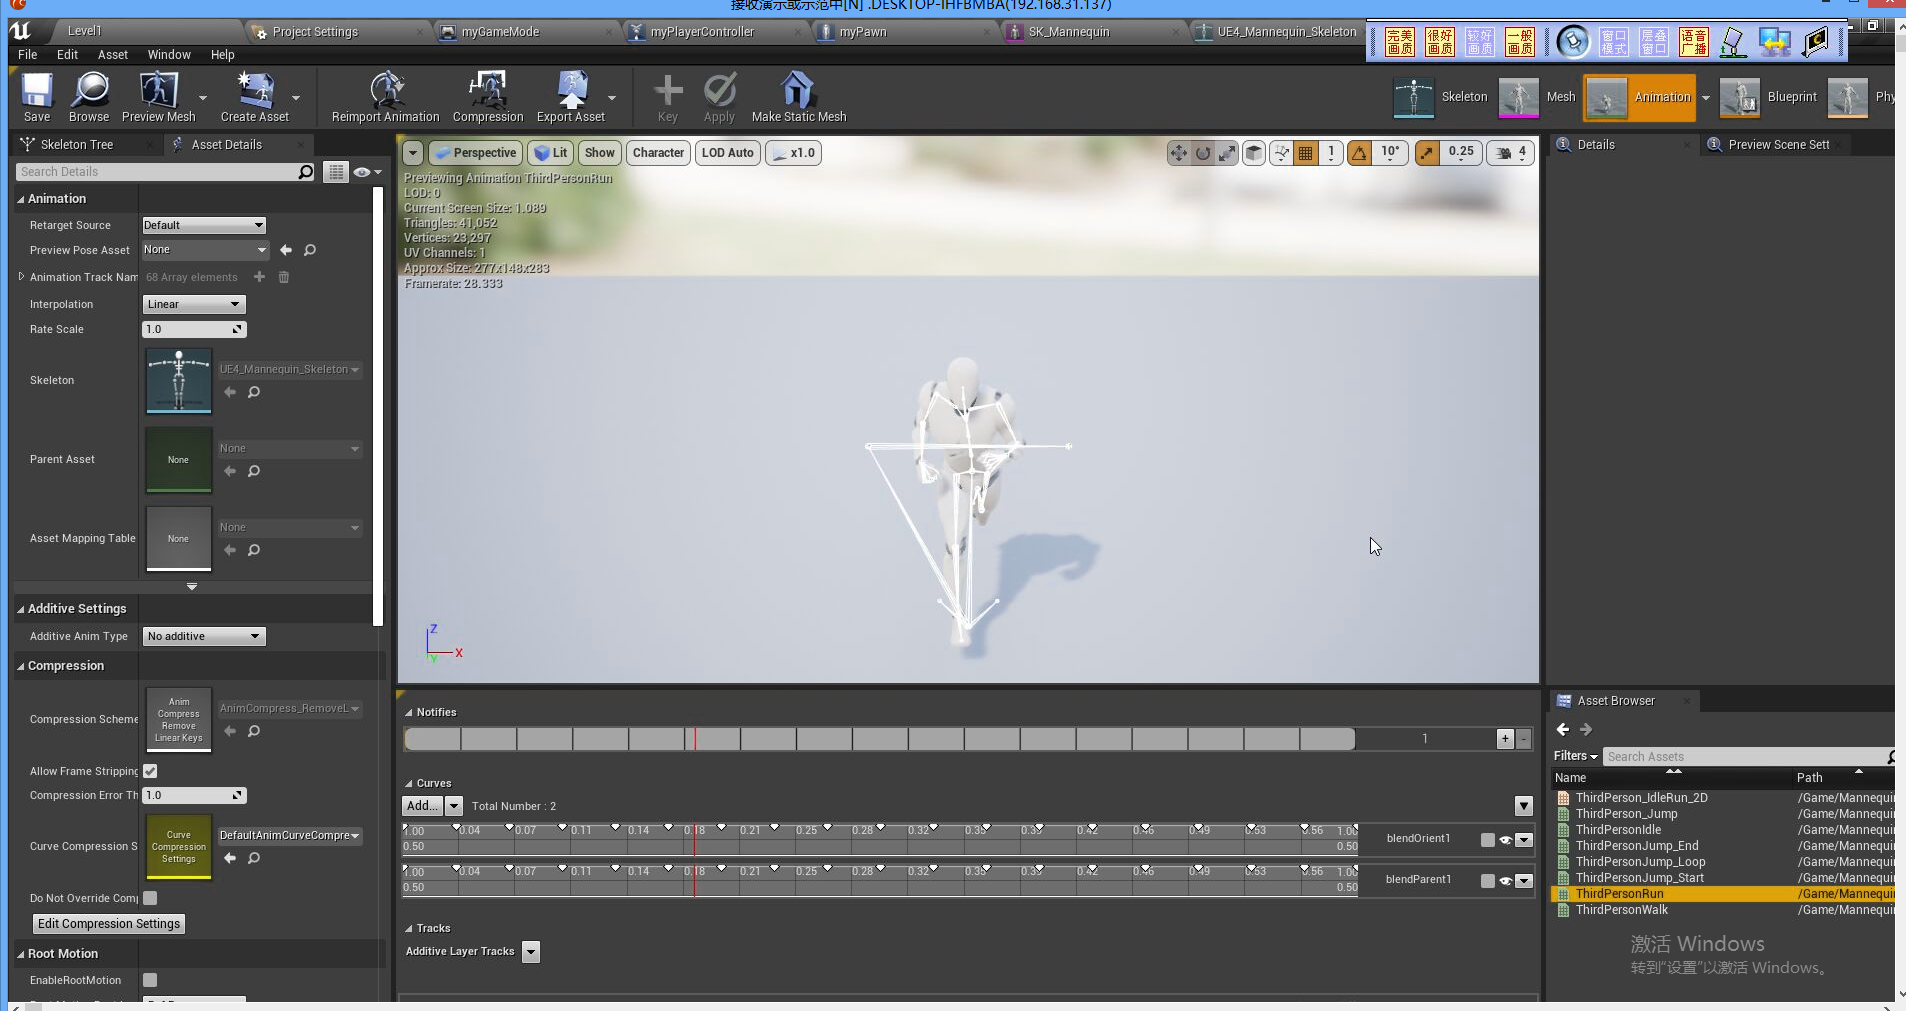 接收演示或示范中[N] .DESKTOP-IHFBMBA(192.168.31.137)
Level1
Project Settings
myGameMode
myPlayerController
myPawn
SK_Mannequin
UE4_Mannequin_Skeleton
完美画质
很好画质
较好画质
一般画质
窗口模式
层叠窗口
语音广播
File Edit Asset Window Help
Save
Browse
Preview Mesh
Create Asset
Reimport Animation
Compression
Export Asset
Key
Apply
Make Static Mesh
Skeleton
Mesh
Animation
Blueprint
Phy
Skeleton Tree
Asset Details
Search Details
Animation
Retarget Source Default
Preview Pose Asset None
Animation Track Nam 68 Array elements
Interpolation Linear
Rate Scale 1.0
Skeleton UE4_Mannequin_Skeleton
Parent Asset None None
Asset Mapping Table None None
Additive Settings
Additive Anim Type No additive
Compression
Compression Scheme
Anim
Compress
Remove
Linear Keys
AnimCompress_RemoveL
Allow Frame Stripping
Compression Error Th 1.0
Curve Compression S
Curve
Compression
Settings
DefaultAnimCurveCompre
Do Not Override Comp
Edit Compression Settings
Root Motion
EnableRootMotion
Perspective Lit Show Character LOD Auto x1.0
1 10° 0.25 4
Previewing Animation ThirdPersonRun
LOD: 0
Current Screen Size: 1.089
Triangles: 41,052
Vertices: 23,297
UV Channels: 1
Approx Size: 277x148x283
Framerate: 28.333
Z
X
Y
Notifies
1
+ -
Curves
Add... Total Number : 2
1.00 0.04 0.07 0.11 0.14 0.18 0.21 0.25 0.28 0.32 0.35 0.39 0.42 0.46 0.49 0.53 0.56 1.00
0.50 0.50
blendOrient1
1.00 0.04 0.07 0.11 0.14 0.18 0.21 0.25 0.28 0.32 0.35 0.39 0.42 0.46 0.49 0.53 0.56 1.00
0.50 0.50
blendParent1
Tracks
Additive Layer Tracks
Details
Preview Scene Sett
Asset Browser
Filters Search Assets
Name Path
ThirdPerson_IdleRun_2D /Game/Mannequi
ThirdPerson_Jump /Game/Mannequi
ThirdPersonIdle /Game/Mannequi
ThirdPersonJump_End /Game/Mannequi
ThirdPersonJump_Loop /Game/Mannequi
ThirdPersonJump_Start /Game/Mannequi
ThirdPersonRun /Game/Mannequi
ThirdPersonWalk /Game/Mannequi
激活 Windows
转到“设置”以激活 Windows。